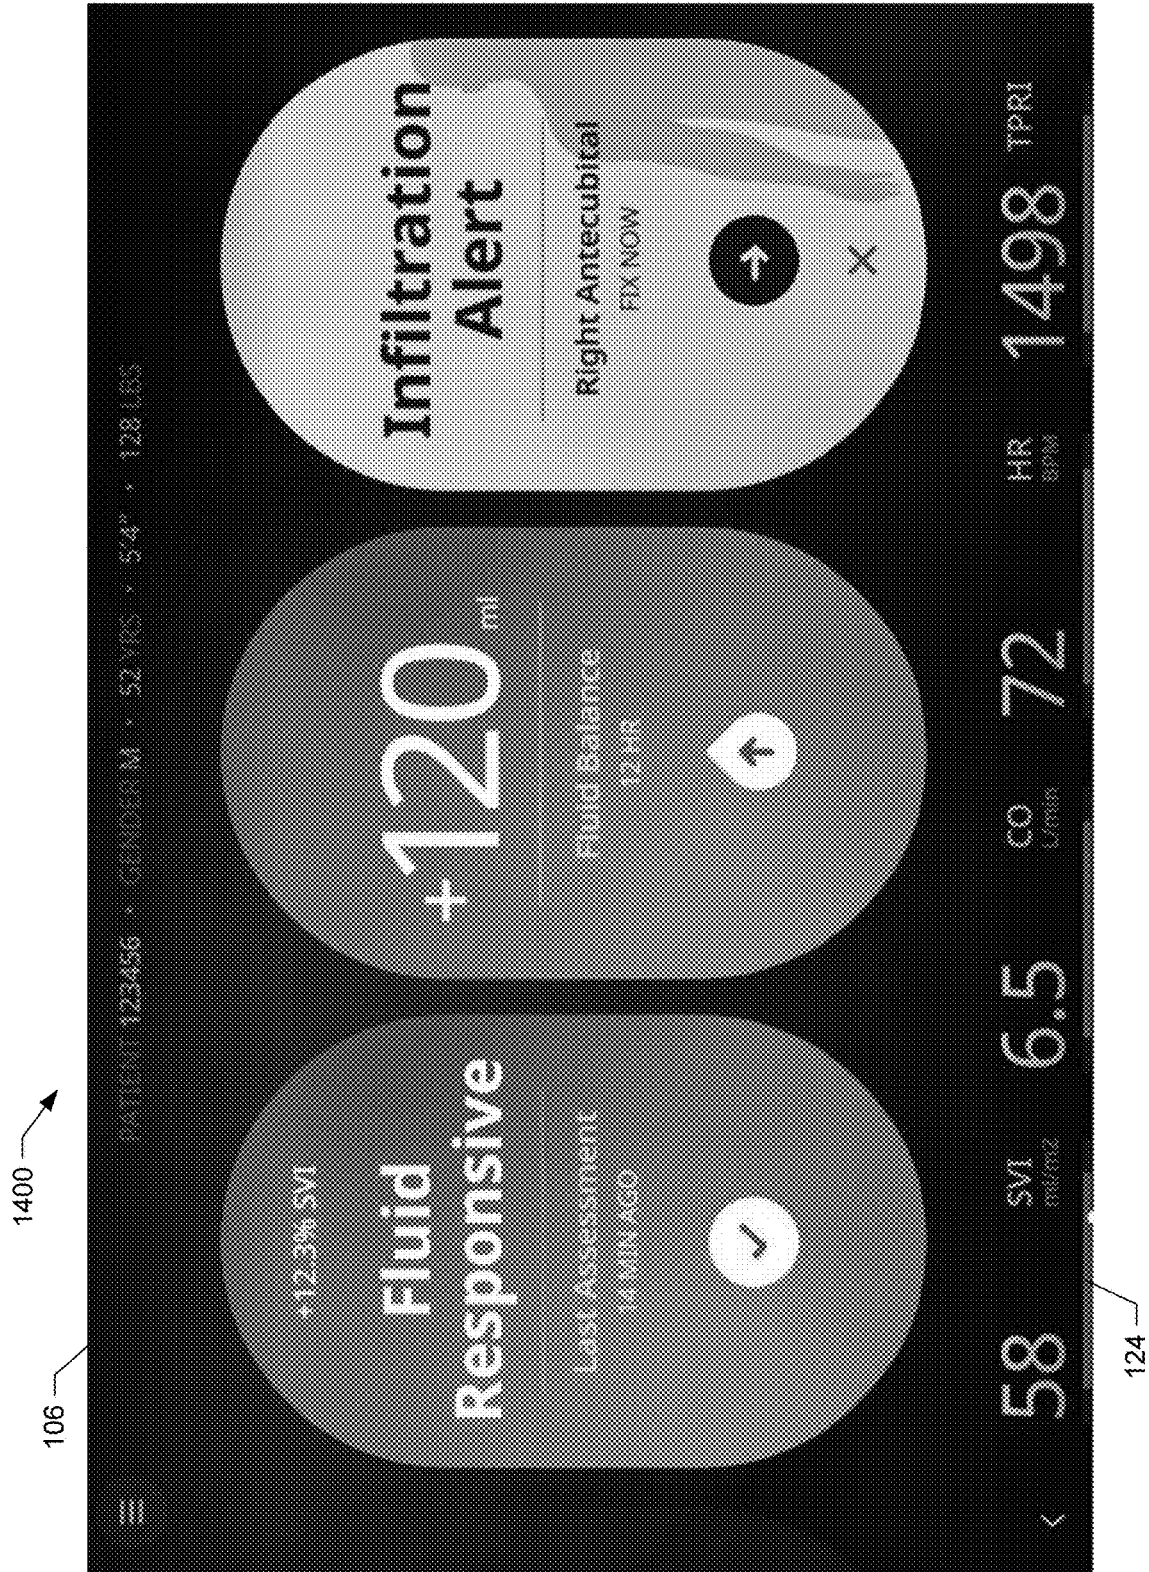 1400
106
PATIENT 123456 • GENDER M • 52 YRS • 5'4" • 128 LBS
+12.3% SVI
Fluid
Responsive
Last Assessment
14 MIN AGO
+120 ml
Fluid Balance
12 HR
Infiltration
Alert
Right Antecubital
FIX NOW
58 SVI ml/m2
6.5 CO L/min
72 HR BPM
1498 TPRI
124